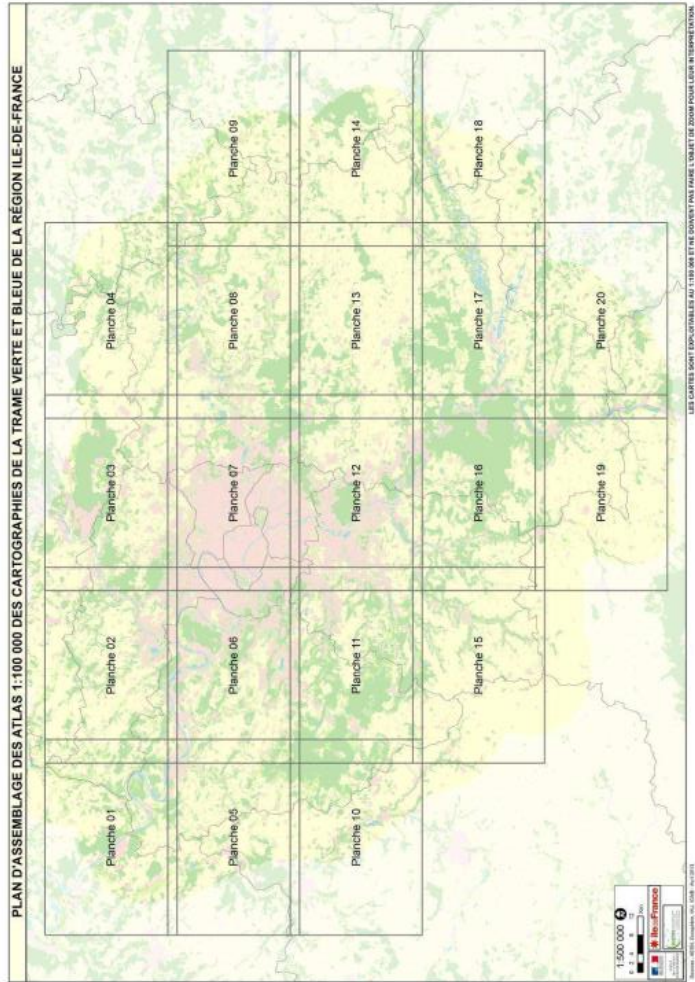 PLAN D'ASSEMBLAGE DES ATLAS 1:100 000 DES CARTOGRAPHIES DE LA TRAME VERTE ET BLEUE DE LA RÉGION ILE-DE-FRANCE
Planche 01
Planche 02
Planche 03
Planche 04
Planche 05
Planche 06
Planche 07
Planche 08
Planche 09
Planche 10
Planche 11
Planche 12
Planche 13
Planche 14
Planche 15
Planche 16
Planche 17
Planche 18
Planche 19
Planche 20
1:500 000
île de France
LES CARTES SONT EXPLOITABLES AU 1:100 000 ET NE DOIVENT PAS FAIRE L'OBJET DE ZOOM POUR LEUR INTERPRÉTATION.